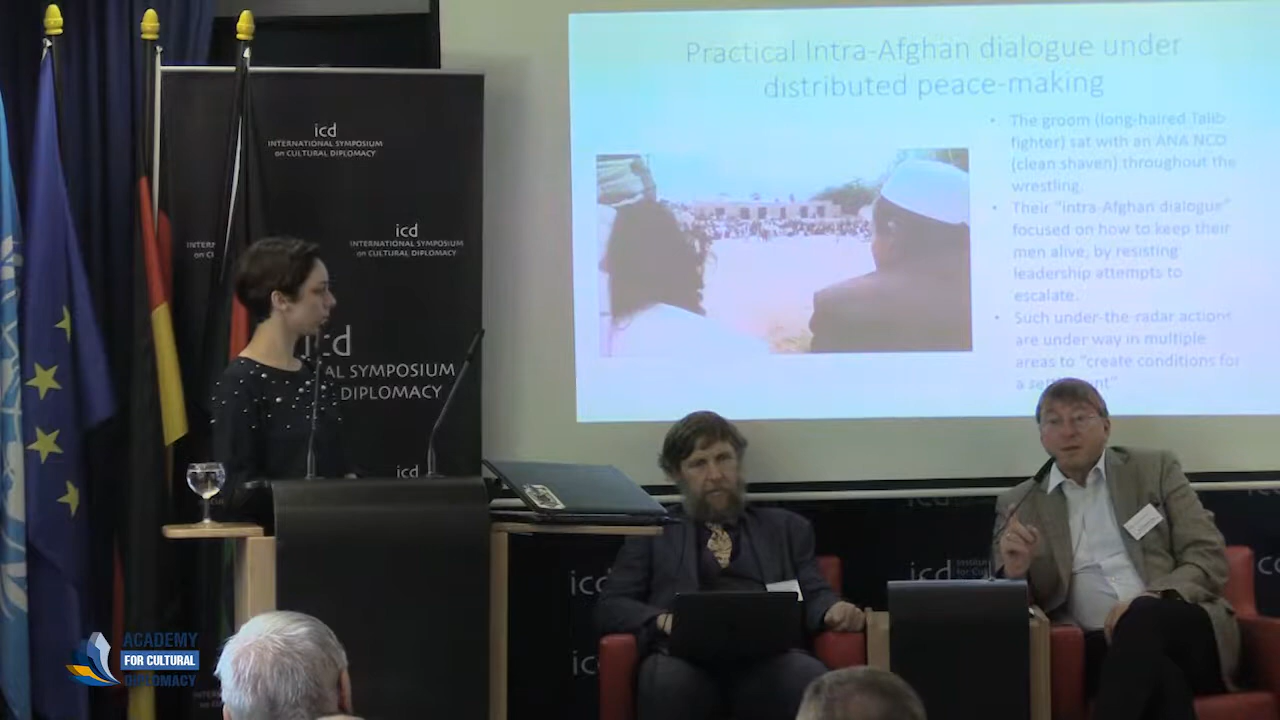 Practical Intra-Afghan dialogue under
distributed peace-making
• The groom (long-haired Talib
fighter) sat with an ANA NCO
(clean shaven) throughout the
wrestling.
• Their "intra-Afghan dialogue"
focused on how to keep their
men alive, by resisting
leadership attempts to
escalate.
• Such under-the-radar actions
are under way in multiple
areas to "create conditions for
a
icd
INTERNATIONAL SYMPOSIUM
on CULTURAL DIPLOMACY
icd
INTERNATIONAL SYMPOSIUM
on CULTURAL DIPLOMACY
AL SYMPOSIUM
DIPLOMACY
icd
icd
icd
icd
ACADEMY
FOR CULTURAL
DIPLOMACY